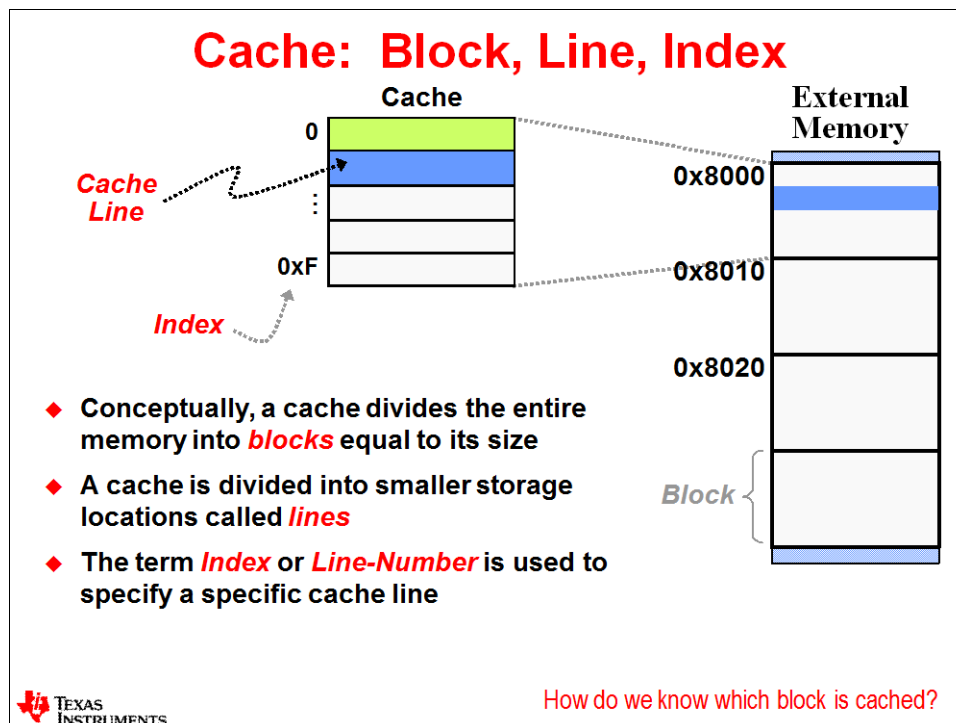 Cache: Block, Line, Index
Cache
External
Memory
0
0x8000
Cache
Line
⋮
0xF
0x8010
Index
0x8020
◆ Conceptually, a cache divides the entire
memory into blocks equal to its size
Block
◆ A cache is divided into smaller storage
locations called lines
◆ The term Index or Line-Number is used to
specify a specific cache line
TEXAS
INSTRUMENTS
How do we know which block is cached?